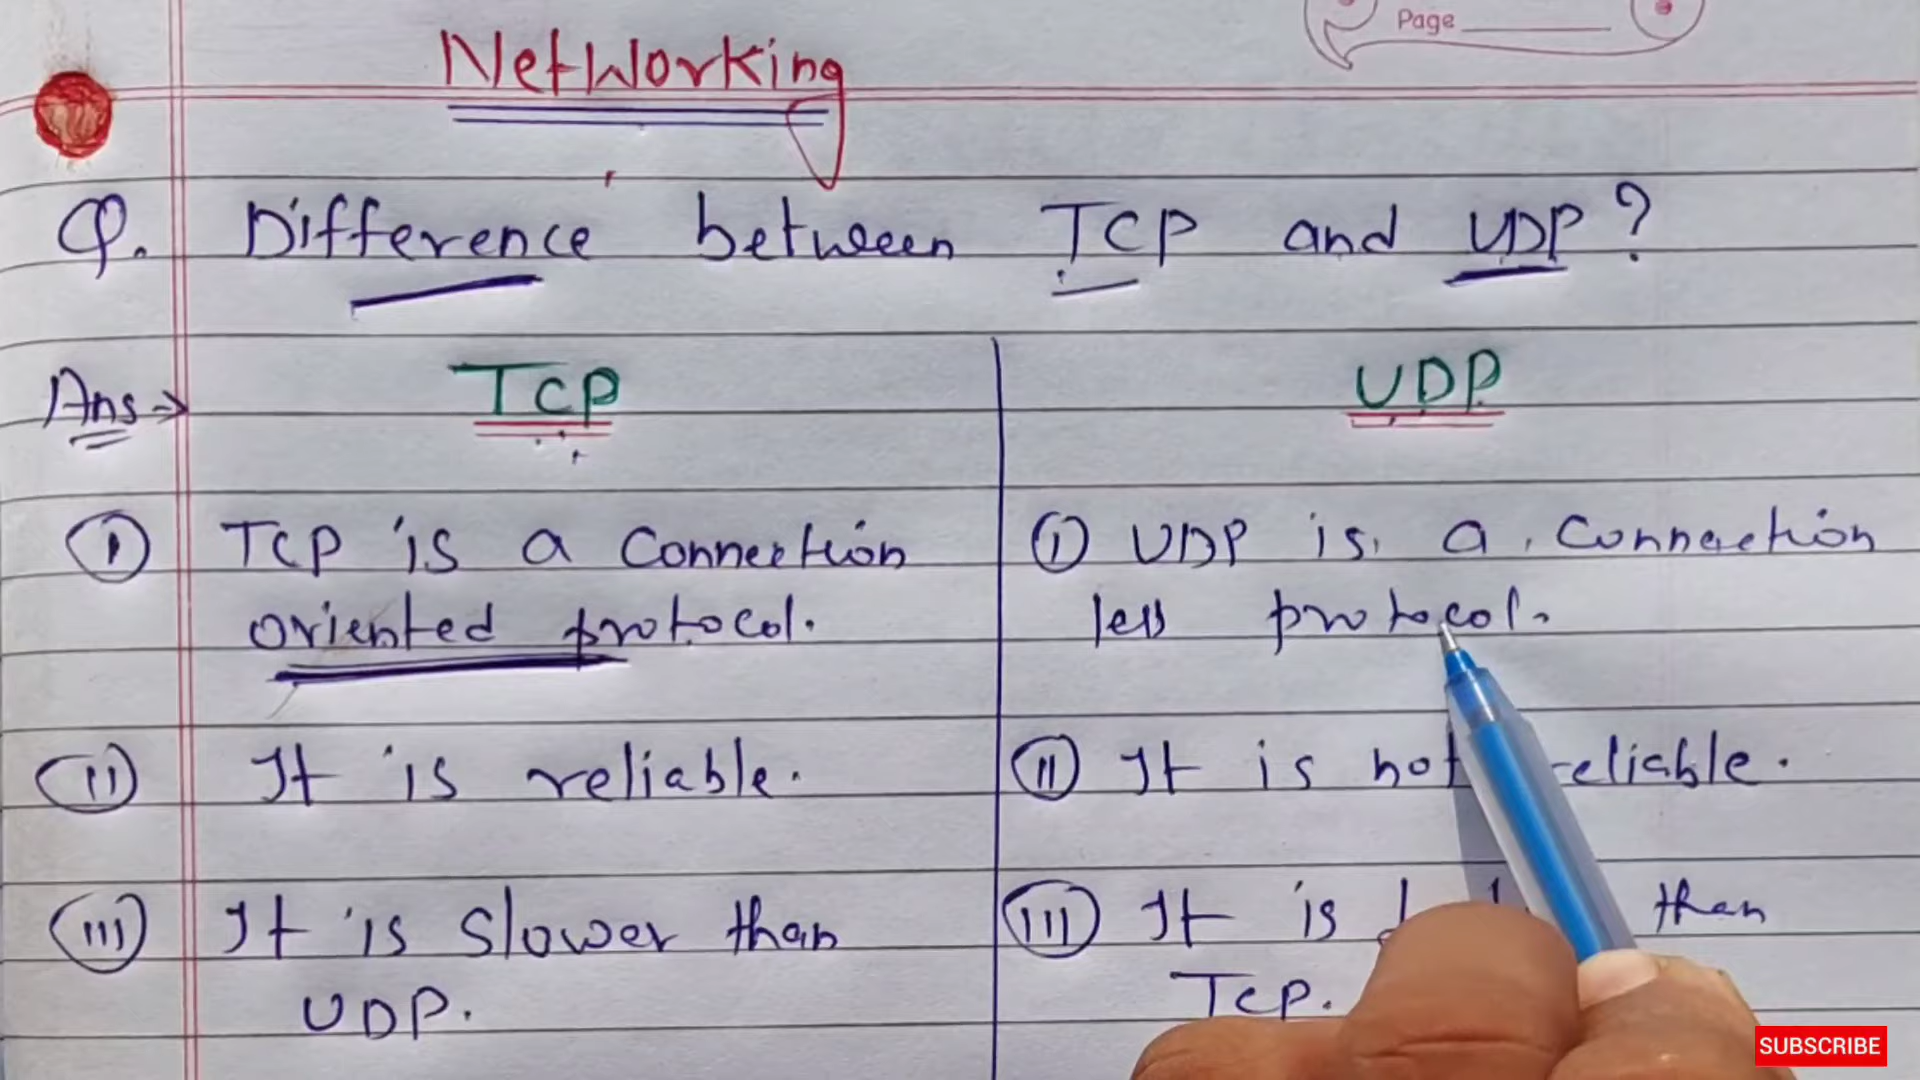 Page
Networking
Q. Difference between TCP and UDP?
Ans→
TCP
UDP
(i) TCP is a Connection
oriented protocol.
(i) UDP is a Connection
less protocol.
(ii) It is reliable.
(ii) It is not reliable.
(iii) It is slower than
UDP.
(iii) It is than
TCP.
SUBSCRIBE